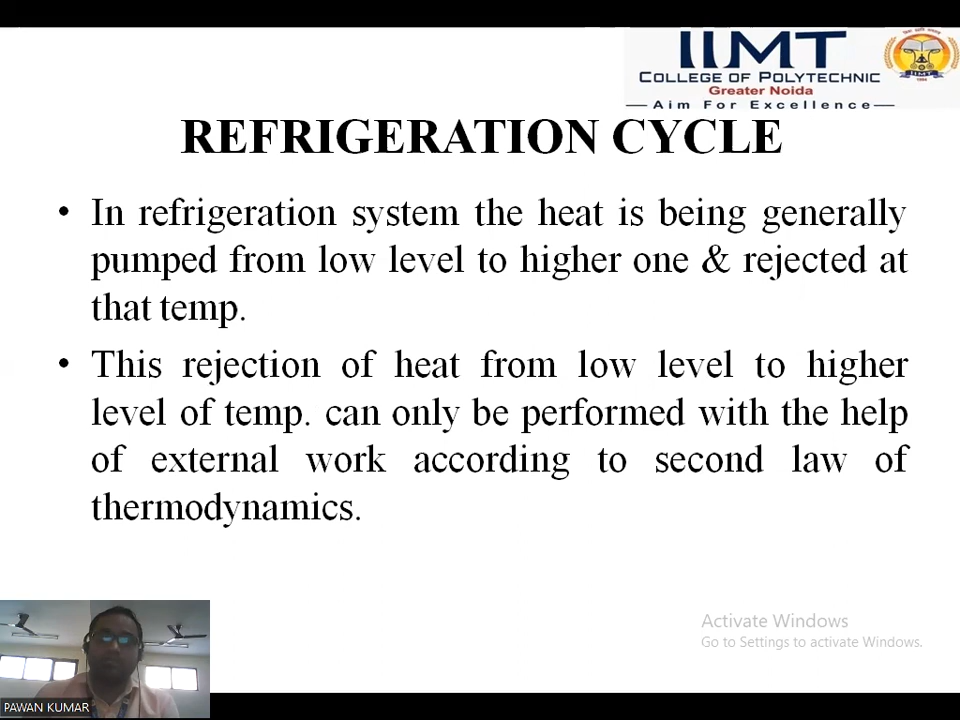 IIMT
COLLEGE OF POLYTECHNIC
Greater Noida
Aim For Excellence
REFRIGERATION CYCLE
• In refrigeration system the heat is being generally
pumped from low level to higher one & rejected at
that temp.
• This rejection of heat from low level to higher
level of temp. can only be performed with the help
of external work according to second law of
thermodynamics.
Activate Windows
Go to Settings to activate Windows.
PAWAN KUMAR